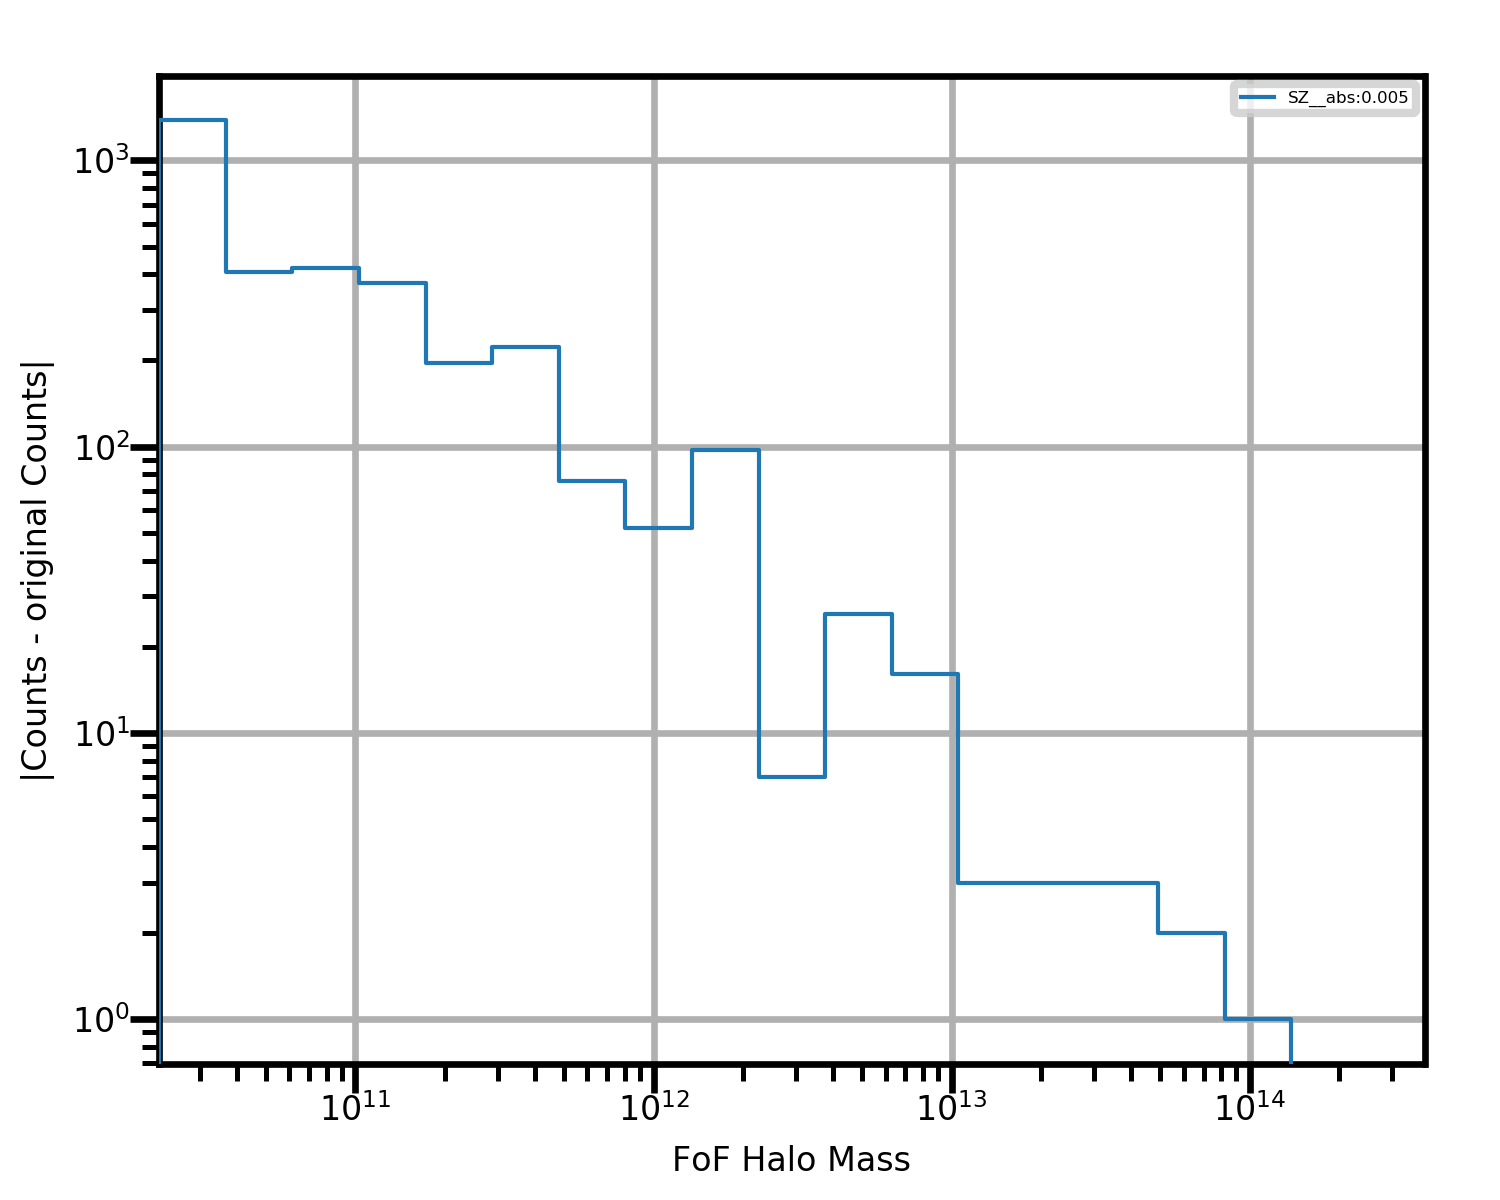 SZ__abs:0.005
10³
10²
10¹
10⁰
|Counts - original Counts|
10¹¹ 10¹² 10¹³ 10¹⁴
FoF Halo Mass